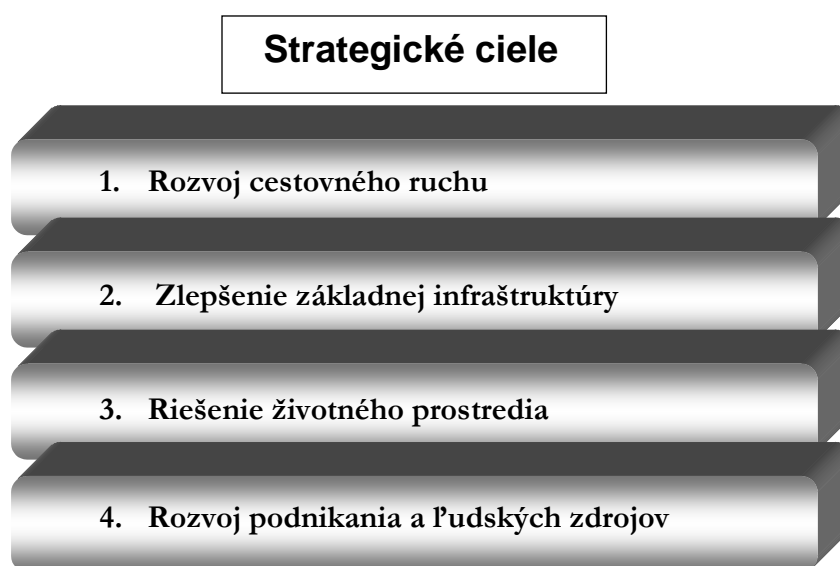 Strategické ciele
1. Rozvoj cestovného ruchu
2. Zlepšenie základnej infraštruktúry
3. Riešenie životného prostredia
4. Rozvoj podnikania a ľudských zdrojov